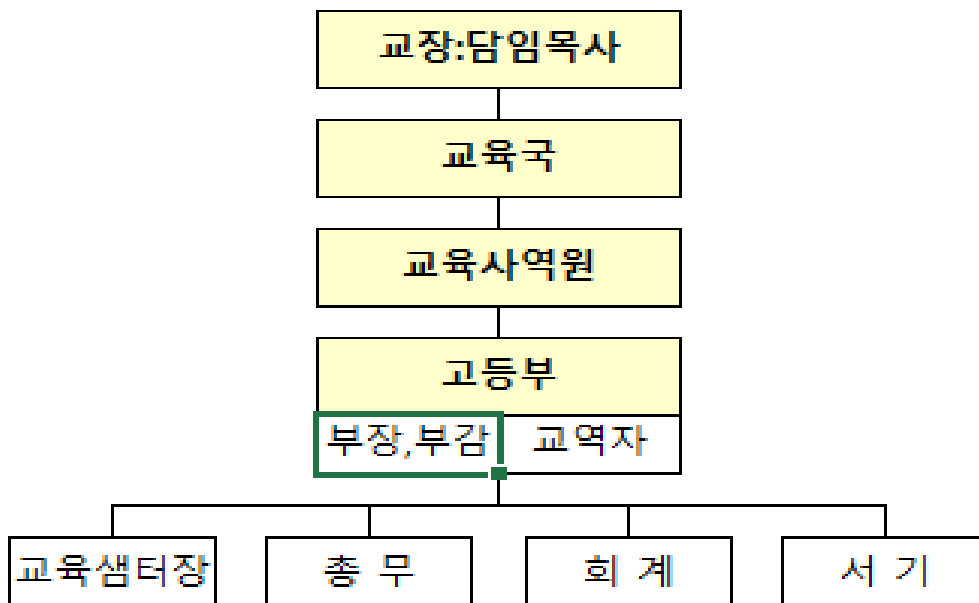 교장:담임목사
교육국
교육사역원
고등부
부장,부감 교역자
교육샘터장 총 무 회 계 서 기